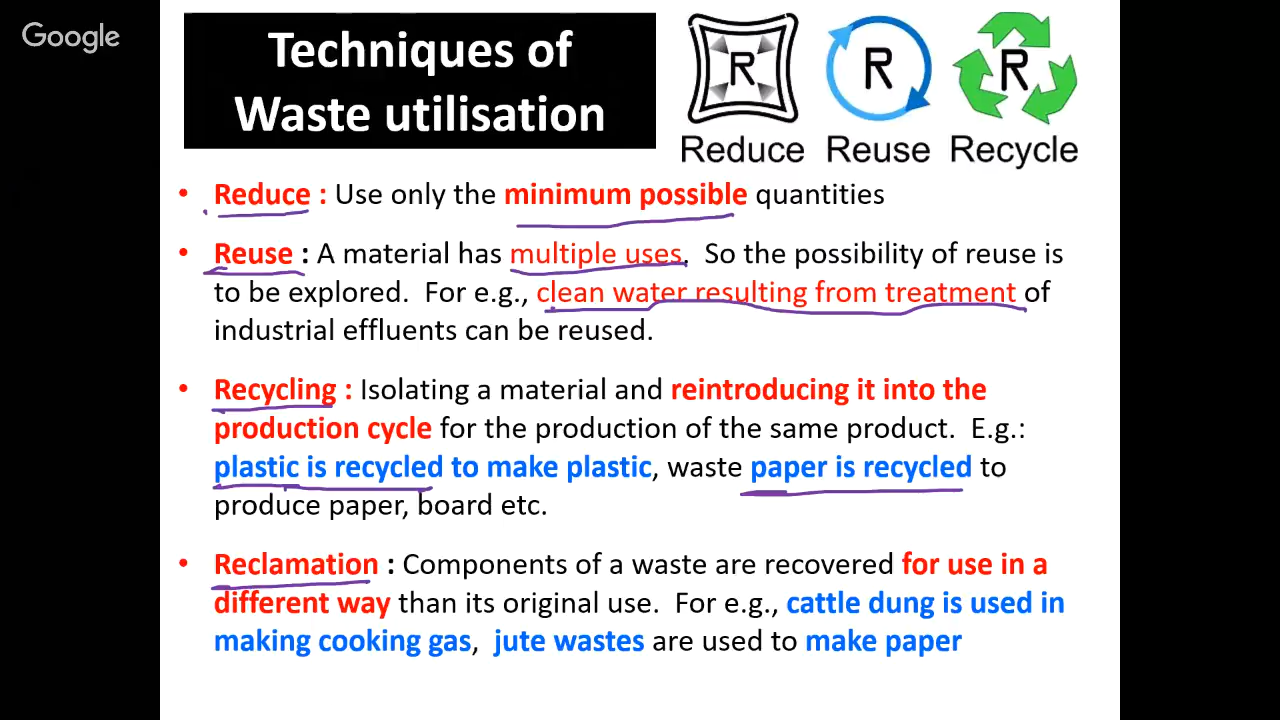 Google
Techniques of
Waste utilisation
R R R
Reduce Reuse Recycle
• Reduce : Use only the minimum possible quantities
• Reuse : A material has multiple uses. So the possibility of reuse is
to be explored. For e.g., clean water resulting from treatment of
industrial effluents can be reused.
• Recycling : Isolating a material and reintroducing it into the
production cycle for the production of the same product. E.g.:
plastic is recycled to make plastic, waste paper is recycled to
produce paper, board etc.
• Reclamation : Components of a waste are recovered for use in a
different way than its original use. For e.g., cattle dung is used in
making cooking gas, jute wastes are used to make paper